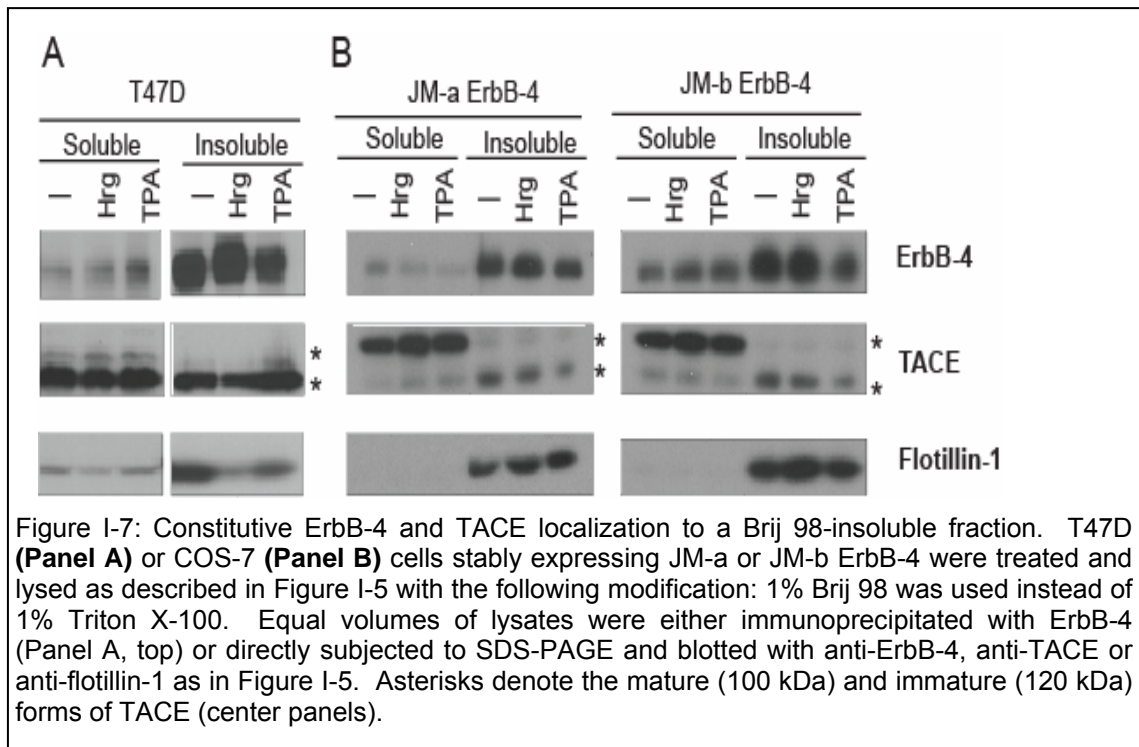 A
B
T47D
JM-a ErbB-4
JM-b ErbB-4
Soluble
Insoluble
Soluble
Insoluble
Soluble
Insoluble
– Hrg TPA – Hrg TPA – Hrg TPA – Hrg TPA – Hrg TPA – Hrg TPA
ErbB-4
* * *
TACE
* * *
Flotillin-1
Figure I-7: Constitutive ErbB-4 and TACE localization to a Brij 98-insoluble fraction. T47D
(Panel A) or COS-7 (Panel B) cells stably expressing JM-a or JM-b ErbB-4 were treated and
lysed as described in Figure I-5 with the following modification: 1% Brij 98 was used instead of
1% Triton X-100. Equal volumes of lysates were either immunoprecipitated with ErbB-4
(Panel A, top) or directly subjected to SDS-PAGE and blotted with anti-ErbB-4, anti-TACE or
anti-flotillin-1 as in Figure I-5. Asterisks denote the mature (100 kDa) and immature (120 kDa)
forms of TACE (center panels).